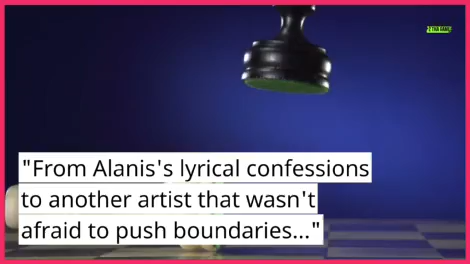 "From Alanis's lyrical confessions
to another artist that wasn't
afraid to push boundaries..."